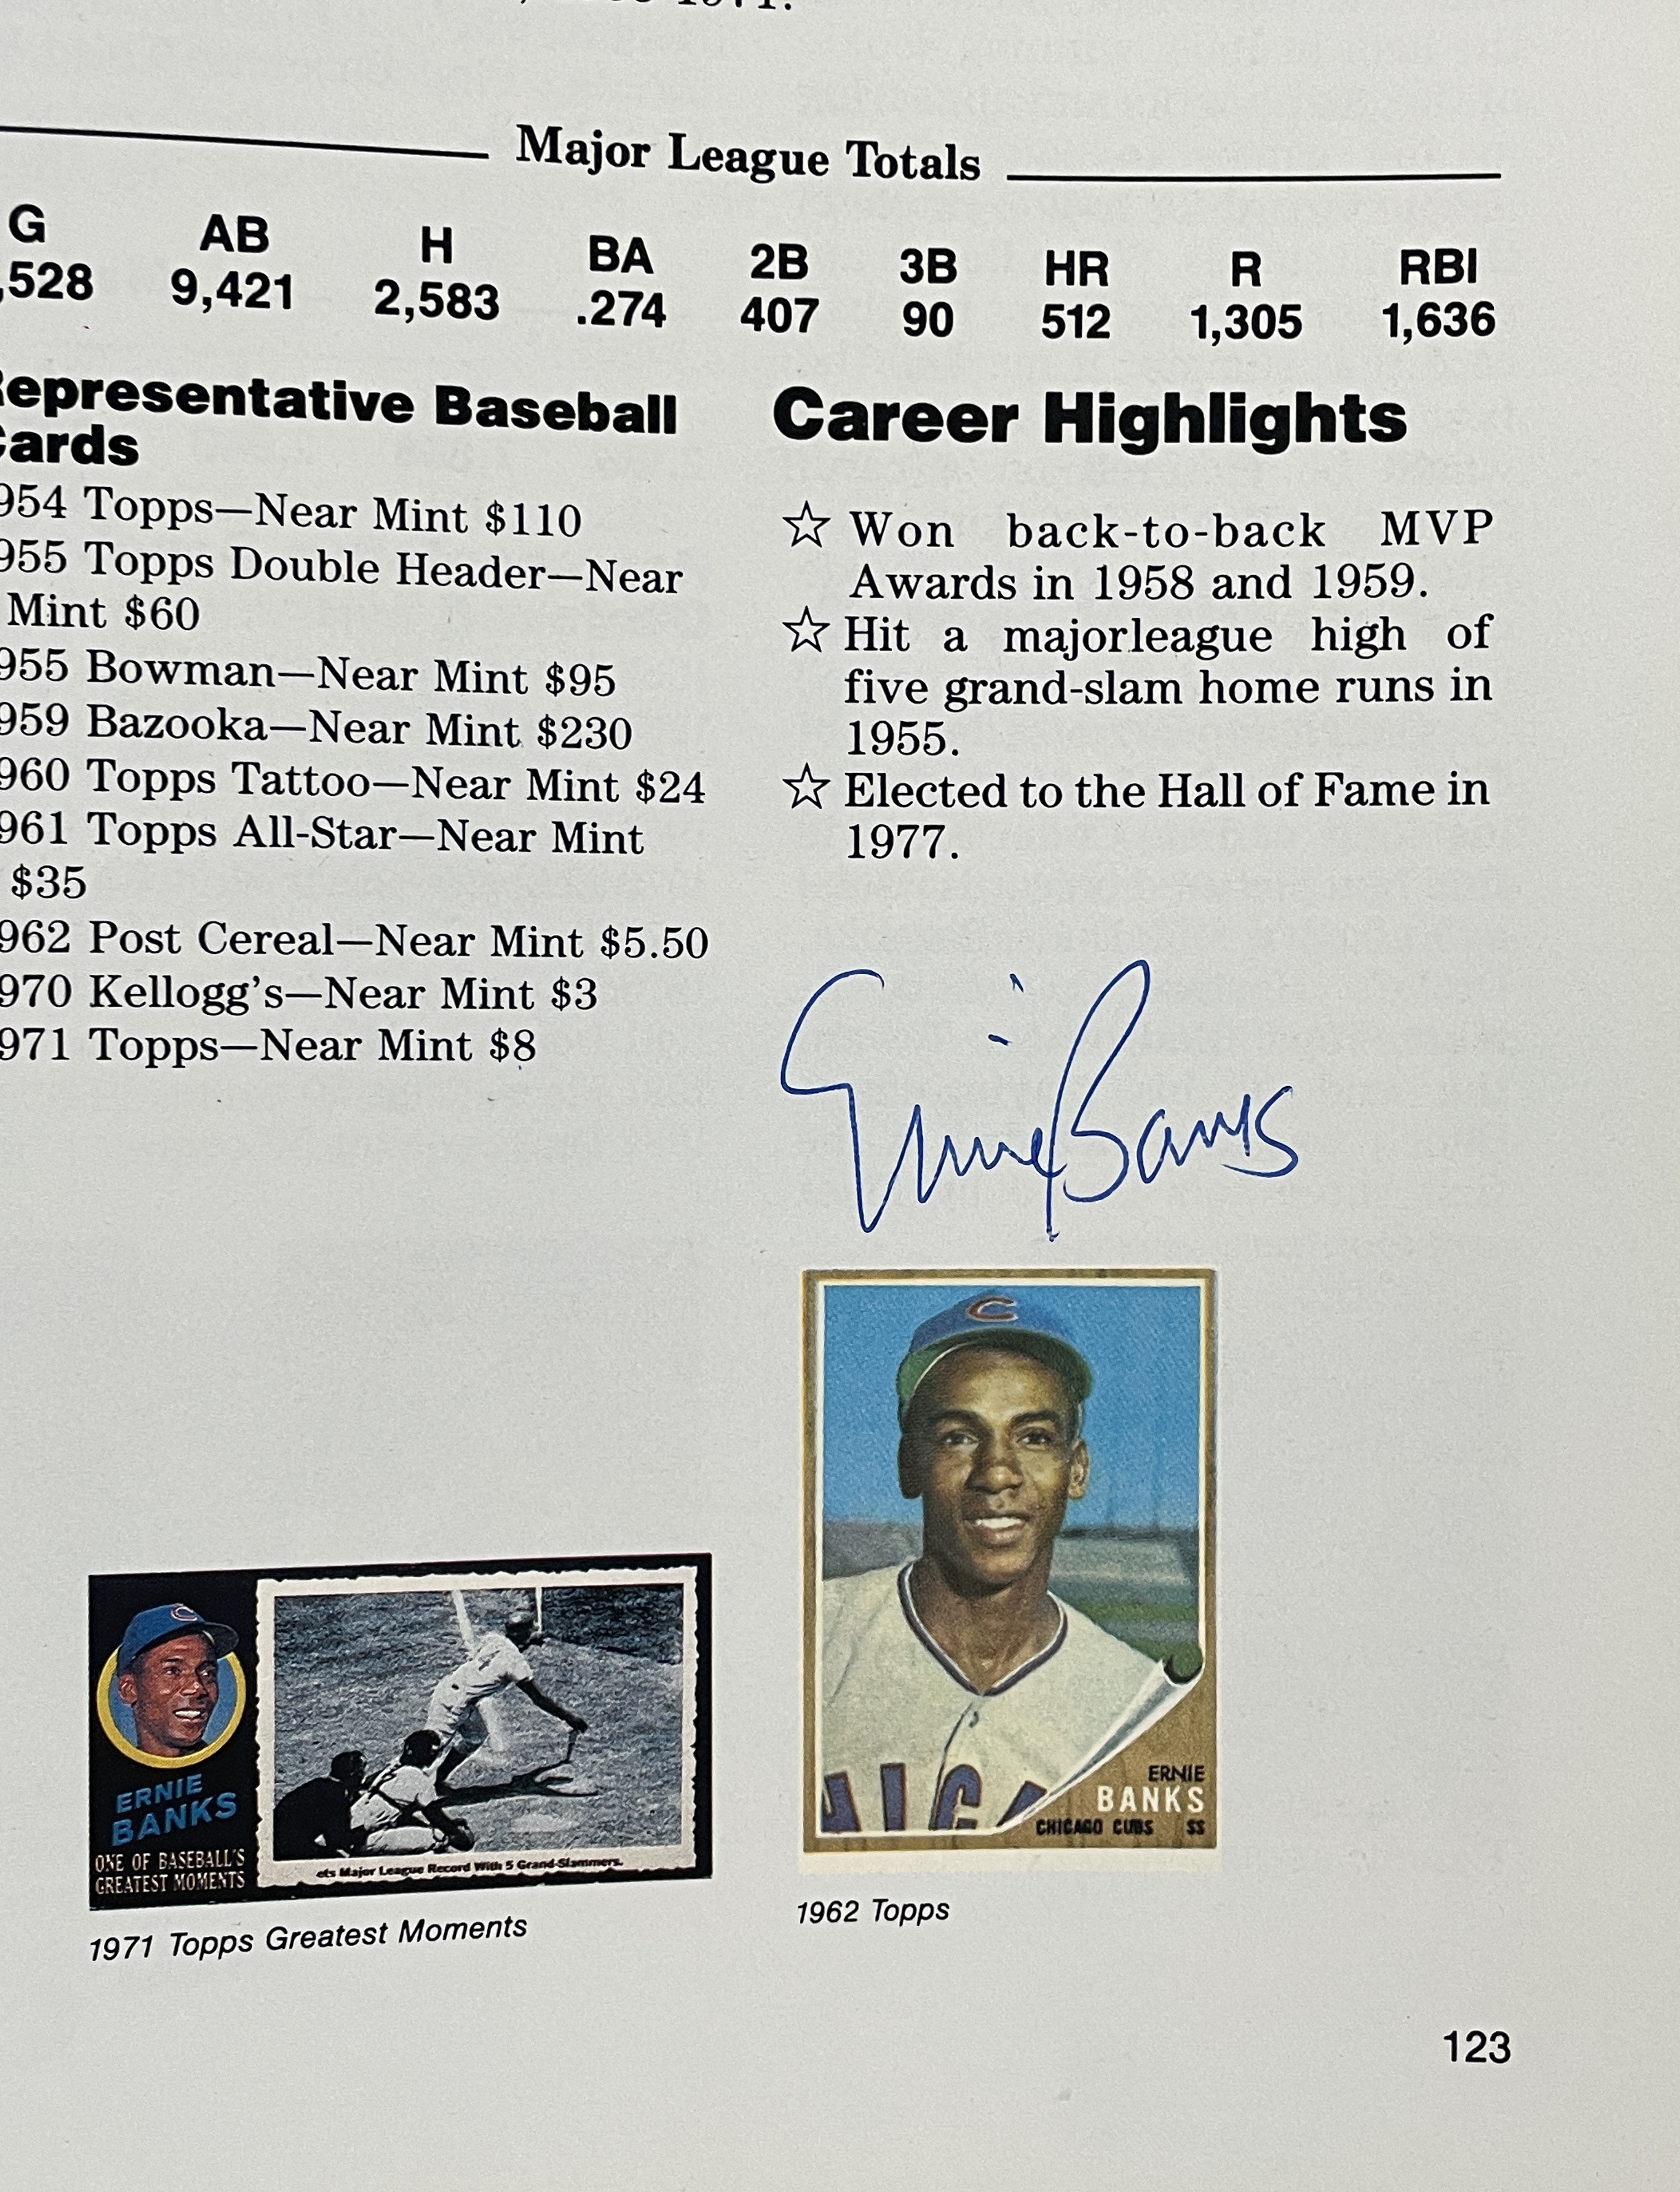 1971.
Major League Totals
G AB H BA 2B 3B HR R RBI
,528 9,421 2,583 .274 407 90 512 1,305 1,636
epresentative Baseball
ards
954 Topps—Near Mint $110
955 Topps Double Header—Near
Mint $60
955 Bowman—Near Mint $95
959 Bazooka—Near Mint $230
960 Topps Tattoo—Near Mint $24
961 Topps All-Star—Near Mint
$35
962 Post Cereal—Near Mint $5.50
970 Kellogg's—Near Mint $3
971 Topps—Near Mint $8
Career Highlights
☆ Won back-to-back MVP
Awards in 1958 and 1959.
☆ Hit a majorleague high of
five grand-slam home runs in
1955.
☆ Elected to the Hall of Fame in
1977.
Ernie Banks
C
ERNIE
BANKS
ONE OF BASEBALL'S
GREATEST MOMENTS
ets Major League Record With 5 Grand-Slammers.
1971 Topps Greatest Moments
C
HICA
ERNIE
BANKS
CHICAGO CUBS SS
1962 Topps
123